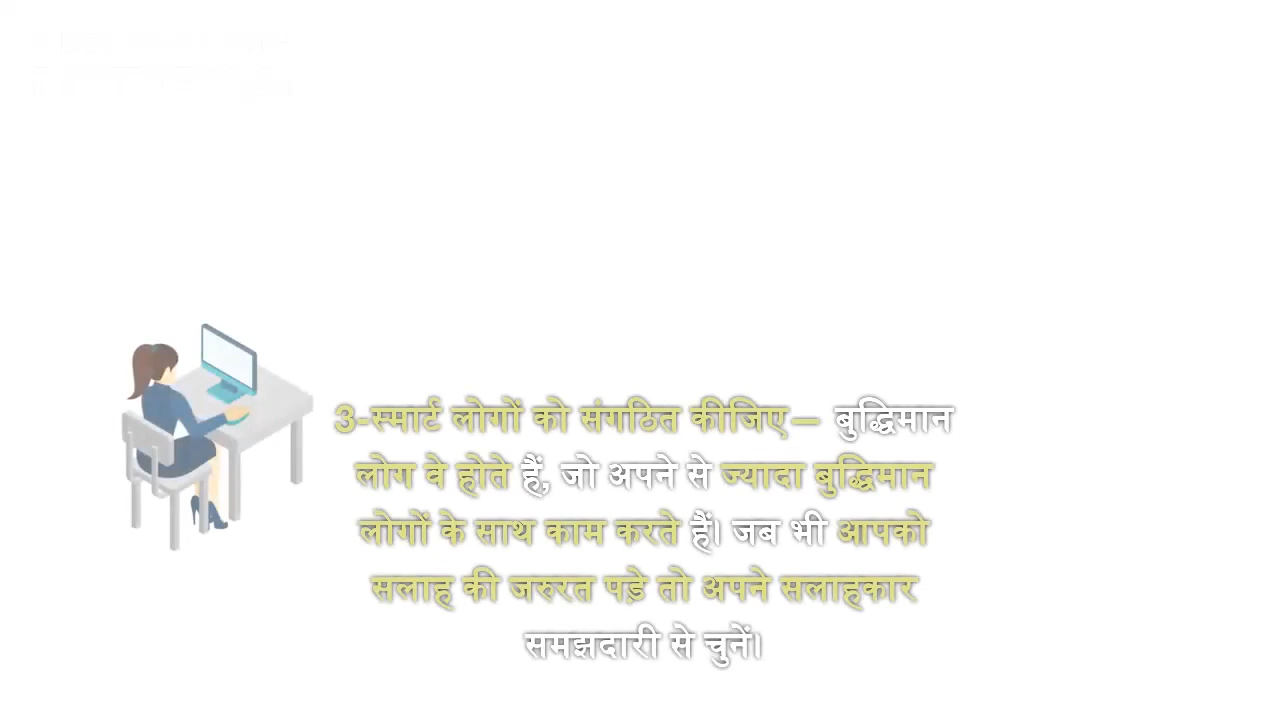 3-स्मार्ट लोगों को संगठित कीजिए— बुद्धिमान
लोग वे होते हैं, जो अपने से ज्यादा बुद्धिमान
लोगों के साथ काम करते हैं। जब भी आपको
सलाह की जरुरत पड़े तो अपने सलाहकार
समझदारी से चुनें।